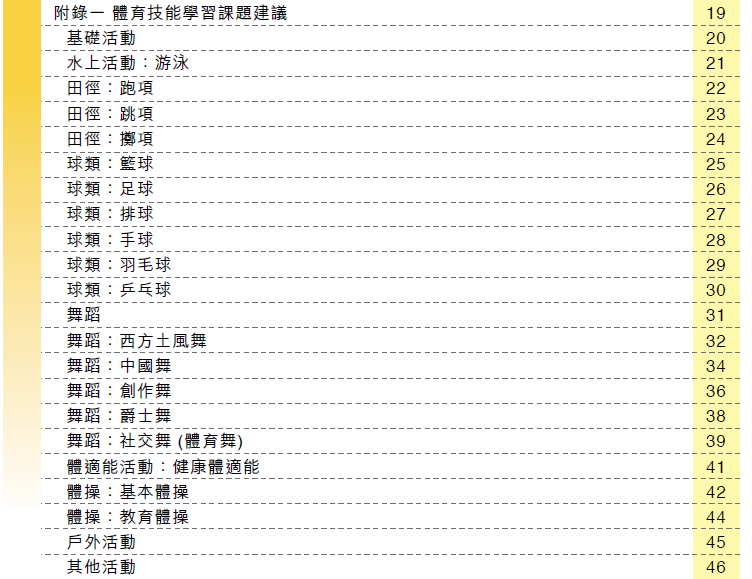 附錄一 體育技能學習課題建議 19
基礎活動 20
水上活動：游泳 21
田徑：跑項 22
田徑：跳項 23
田徑：擲項 24
球類：籃球 25
球類：足球 26
球類：排球 27
球類：手球 28
球類：羽毛球 29
球類：乒乓球 30
舞蹈 31
舞蹈：西方土風舞 32
舞蹈：中國舞 34
舞蹈：創作舞 36
舞蹈：爵士舞 38
舞蹈：社交舞 (體育舞) 39
體適能活動：健康體適能 41
體操：基本體操 42
體操：教育體操 44
戶外活動 45
其他活動 46